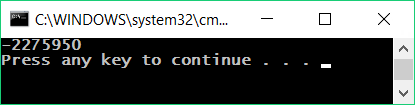 C:\WINDOWS\system32\cm...
-2275950
Press any key to continue . . .